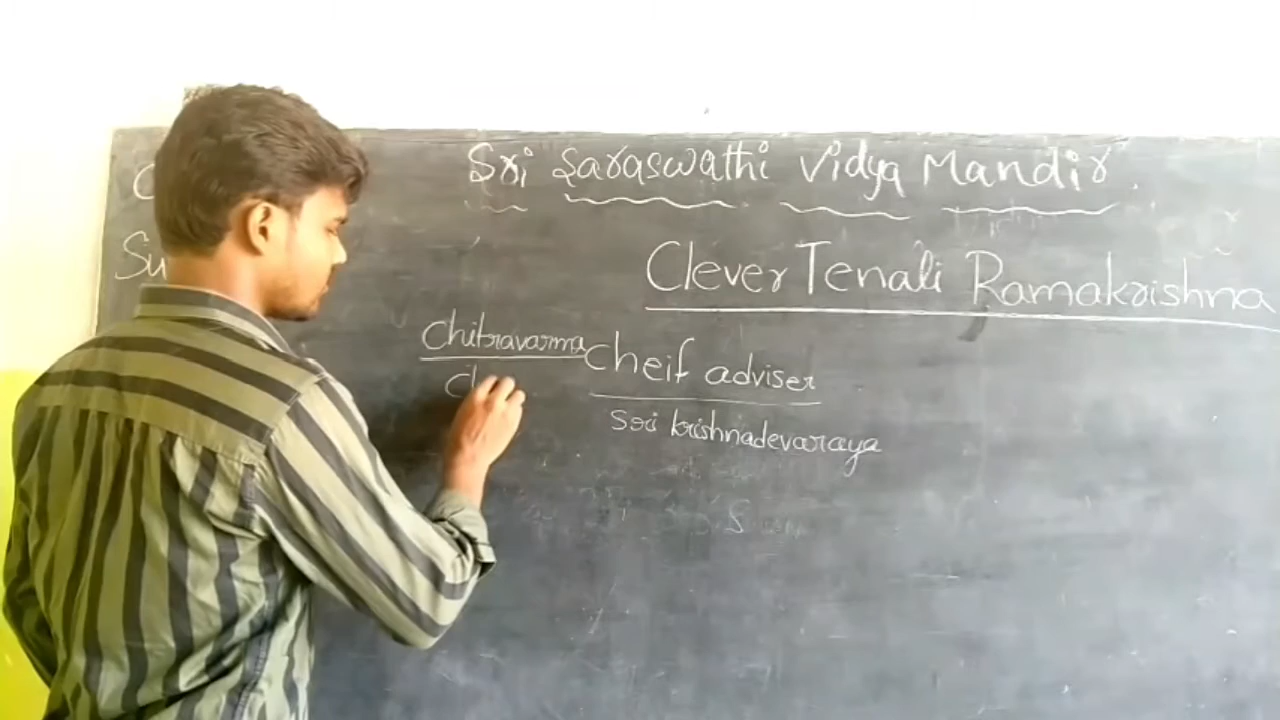 Sri Saraswathi Vidya Mandir
Clever Tenali Ramakrishna
Chitravarma
Cheif adviser
Sri krishnadevaraya